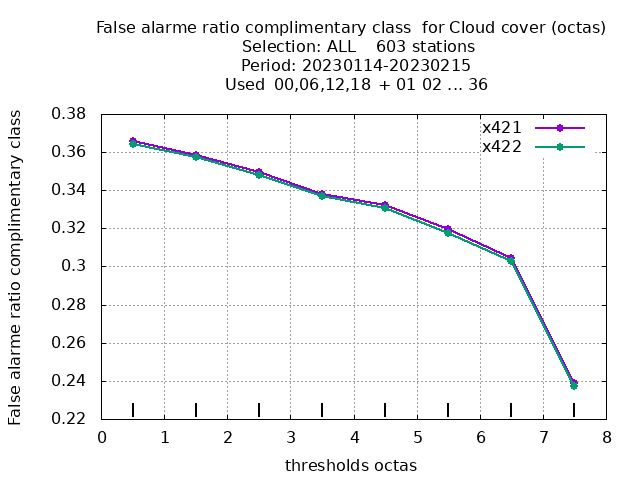 False alarme ratio complimentary class  for Cloud cover (octas)
Selection: ALL    603 stations
Period: 20230114-20230215
Used  00,06,12,18 + 01 02 ... 36
False alarme ratio complimentary class
0.38
0.36
0.34
0.32
0.3
0.28
0.26
0.24
0.22
x421
x422
0 1 2 3 4 5 6 7 8
thresholds octas